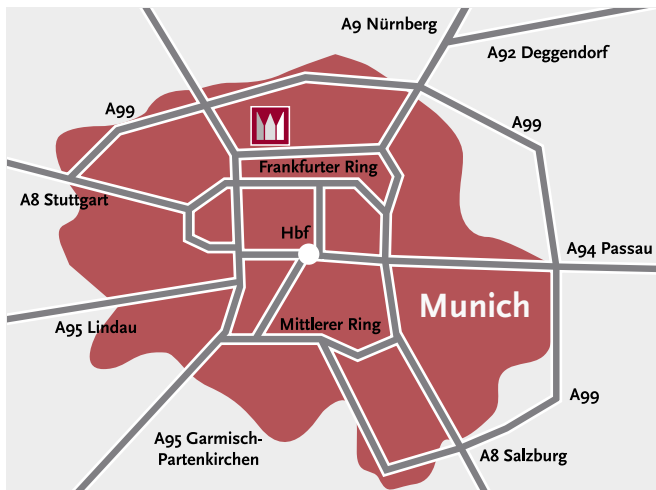 A9 Nürnberg
A92 Deggendorf
A99
A99
Frankfurter Ring
A8 Stuttgart
Hbf
A94 Passau
Munich
A95 Lindau
Mittlerer Ring
A99
A95 Garmisch-
Partenkirchen
A8 Salzburg